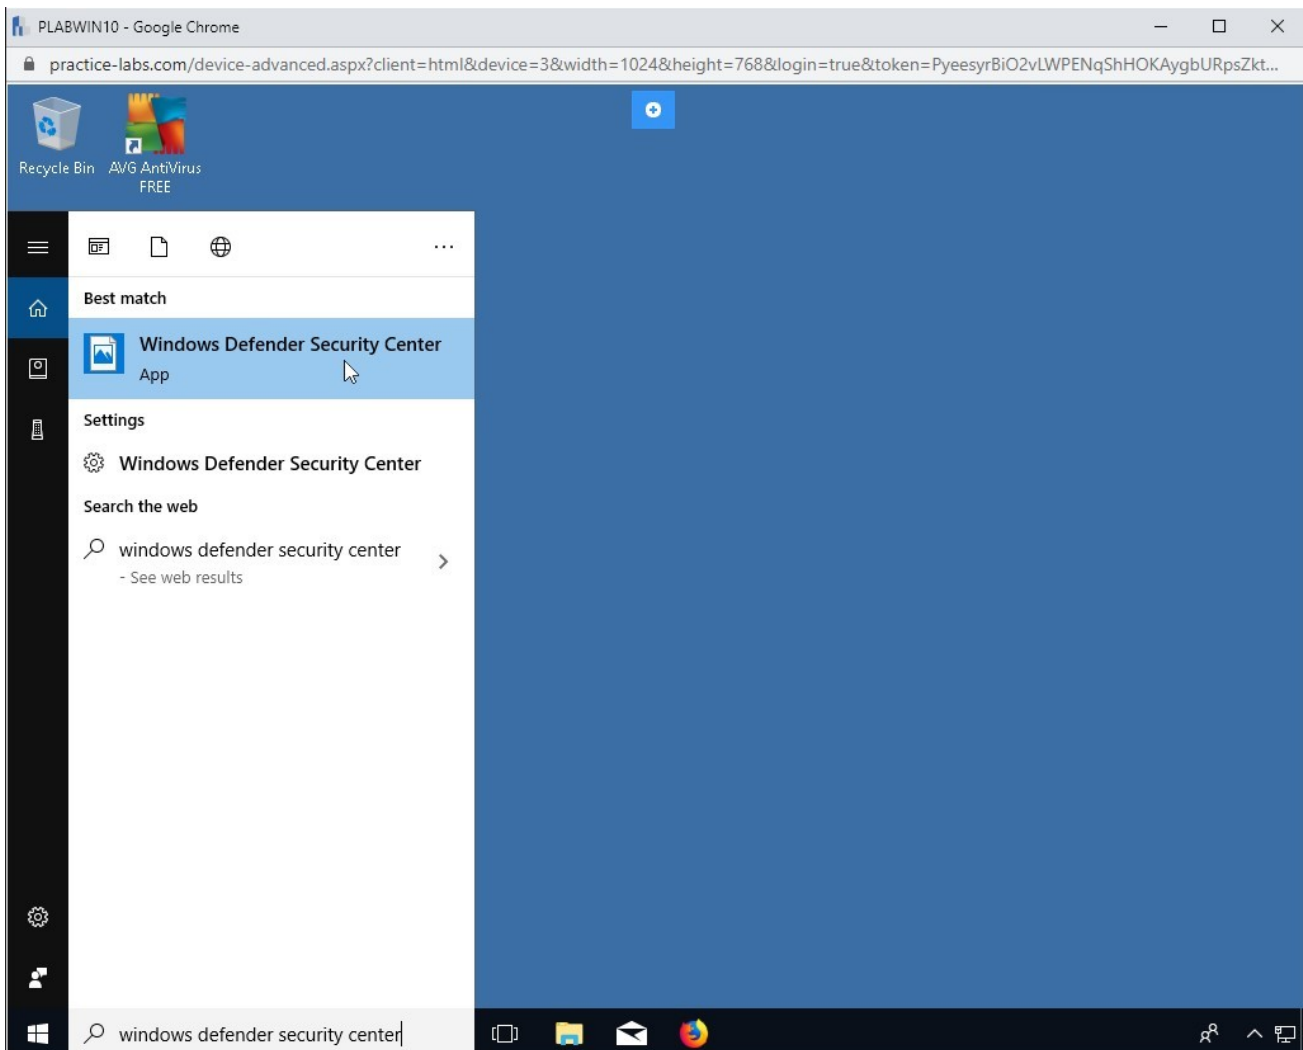 PLABWIN10 - Google Chrome
practice-labs.com/device-advanced.aspx?client=html&device=3&width=1024&height=768&login=true&token=PyeesyrBiO2vLWPENqShHOKAygbURpsZkt...
Recycle Bin
AVG AntiVirus
FREE
Best match
Windows Defender Security Center
App
Settings
Windows Defender Security Center
Search the web
windows defender security center
- See web results
windows defender security center